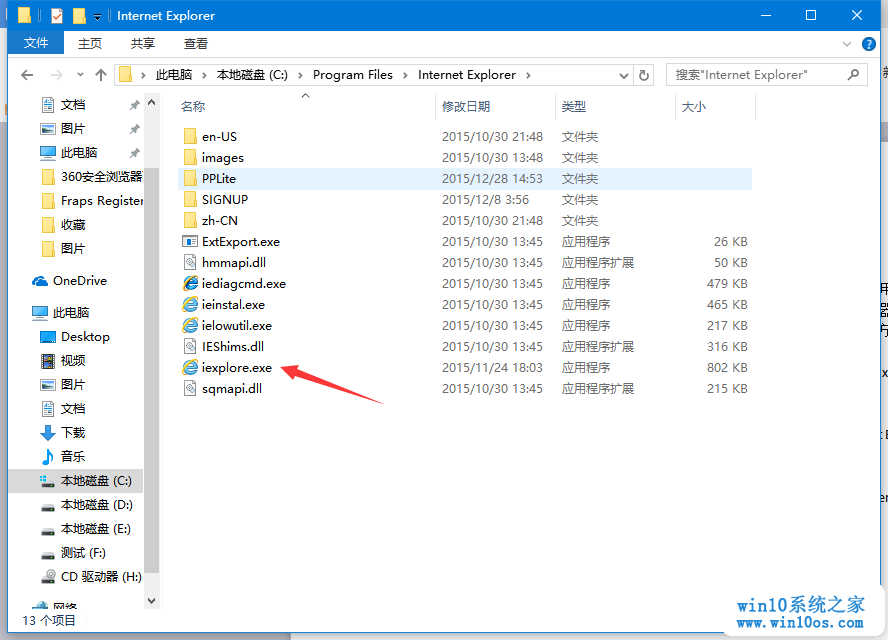 Internet Explorer
文件 主页 共享 查看
此电脑 本地磁盘 (C:) Program Files Internet Explorer 搜索"Internet Explorer"
名称 修改日期 类型 大小
文档
图片
此电脑
360安全浏览器
Fraps Register
收藏
图片
OneDrive
此电脑
Desktop
视频
图片
文档
下载
音乐
本地磁盘 (C:)
本地磁盘 (D:)
本地磁盘 (E:)
测试 (F:)
CD 驱动器 (H:)
网络
en-US 2015/10/30 21:48 文件夹
images 2015/10/30 13:48 文件夹
PPLite 2015/12/28 14:53 文件夹
SIGNUP 2015/12/8 3:56 文件夹
zh-CN 2015/10/30 21:48 文件夹
ExtExport.exe 2015/10/30 13:45 应用程序 26 KB
hmmapi.dll 2015/10/30 13:45 应用程序扩展 50 KB
iediagcmd.exe 2015/10/30 13:45 应用程序 479 KB
ieinstal.exe 2015/10/30 13:45 应用程序 465 KB
ielowutil.exe 2015/10/30 13:45 应用程序 217 KB
IEShims.dll 2015/10/30 13:45 应用程序扩展 316 KB
iexplore.exe 2015/11/24 18:03 应用程序 802 KB
sqmapi.dll 2015/10/30 13:45 应用程序扩展 215 KB
13 个项目
win10系统之家
www.win10os.com